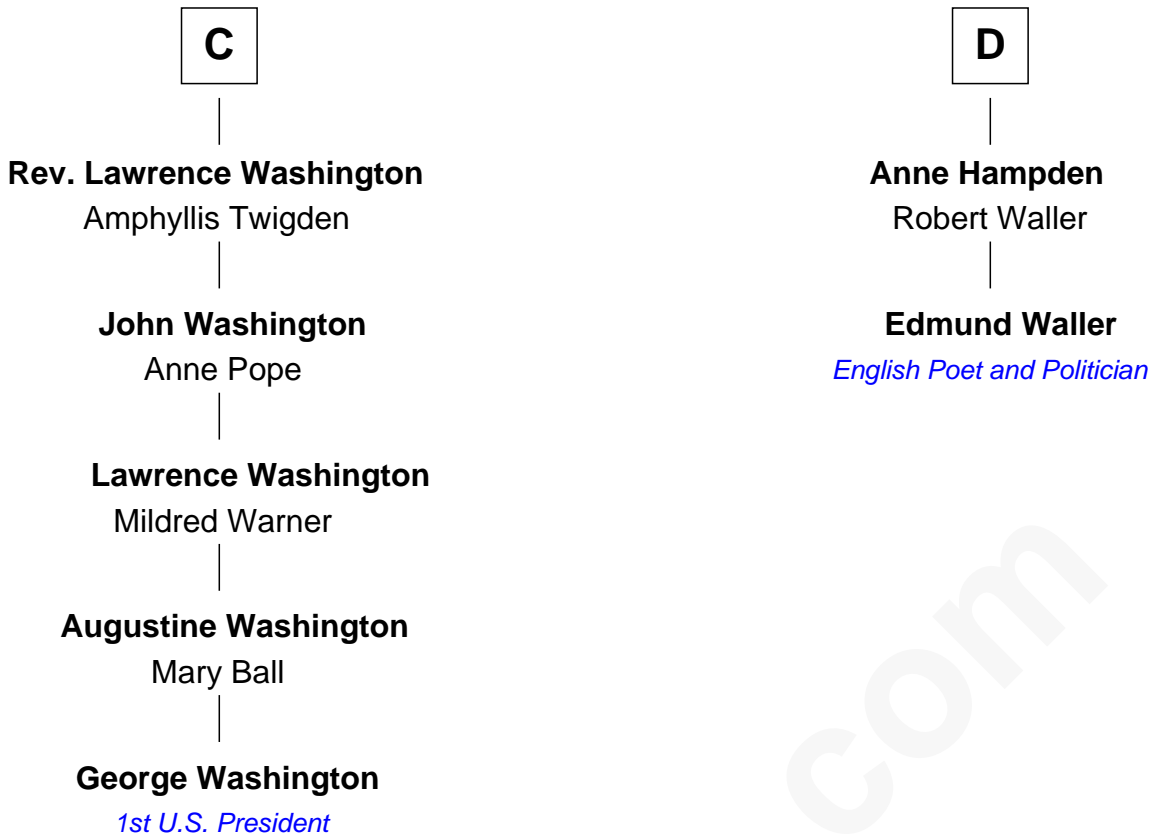 C
Rev. Lawrence Washington
Amphyllis Twigden
John Washington
Anne Pope
Lawrence Washington
Mildred Warner
Augustine Washington
Mary Ball
George Washington
1st U.S. President
D
Anne Hampden
Robert Waller
Edmund Waller
English Poet and Politician
com